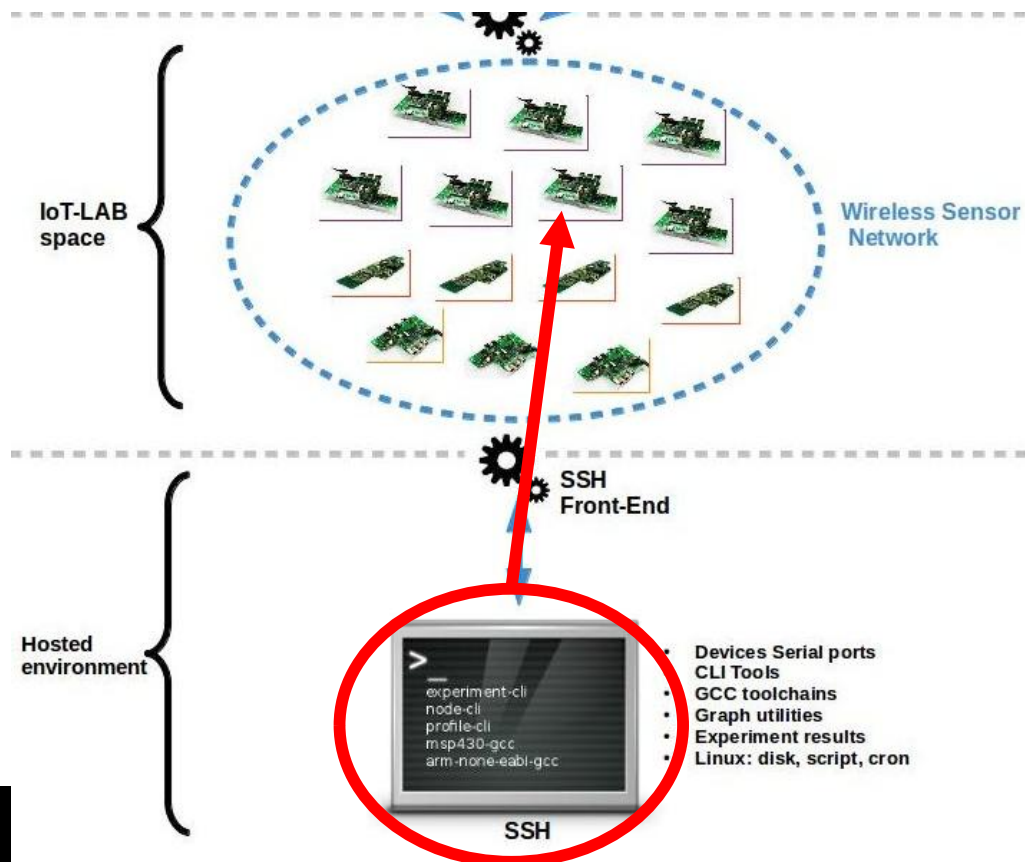 IoT-LAB
space
Wireless Sensor
Network
SSH
Front-End
Hosted
environment
>_
experiment-cli
node-cli
profile-cli
msp430-gcc
arm-none-eabi-gcc
• Devices Serial ports
CLI Tools
• GCC toolchains
• Graph utilities
• Experiment results
• Linux: disk, script, cron
SSH